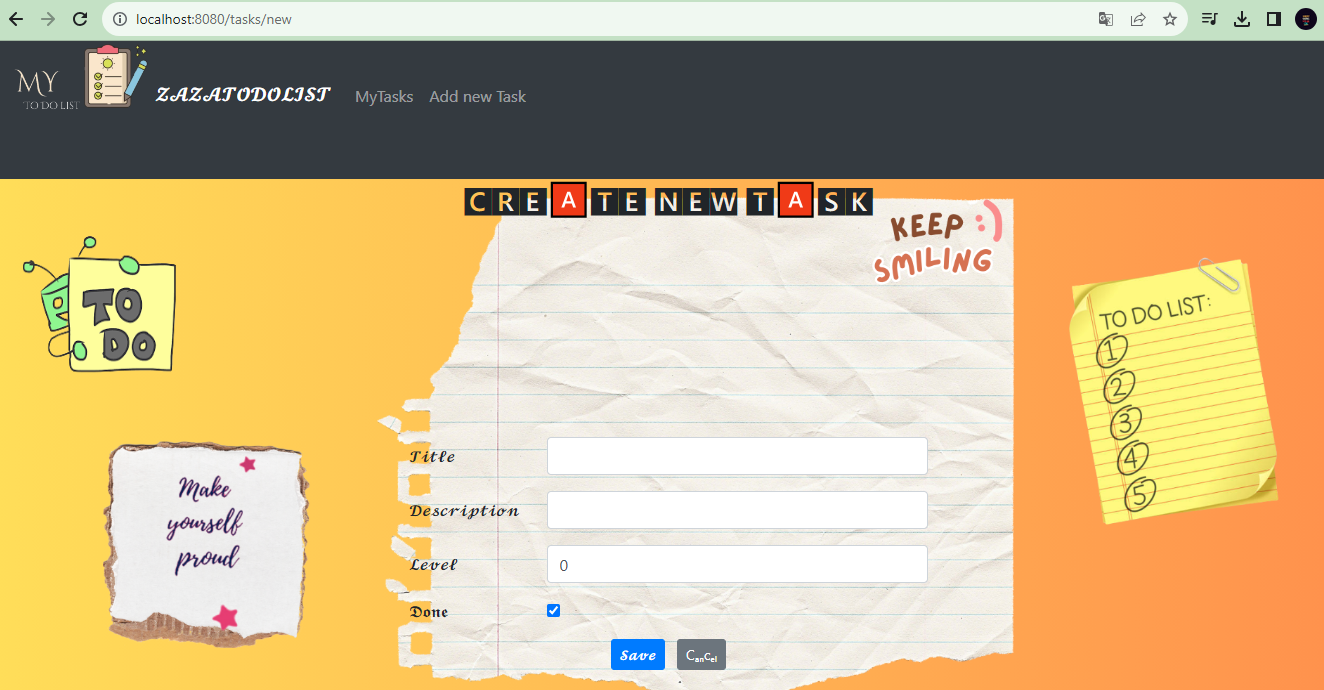 localhost:8080/tasks/new
MY
TO DO LIST
ZAZATODOLIST
MyTasks
Add new Task
CREATE NEW TASK
KEEP :)
SMILING
TO
DO
TO DO LIST:
1
2
3
4
5
Make
yourself
proud
Title
Description
Level
0
Done
Save
CanCel